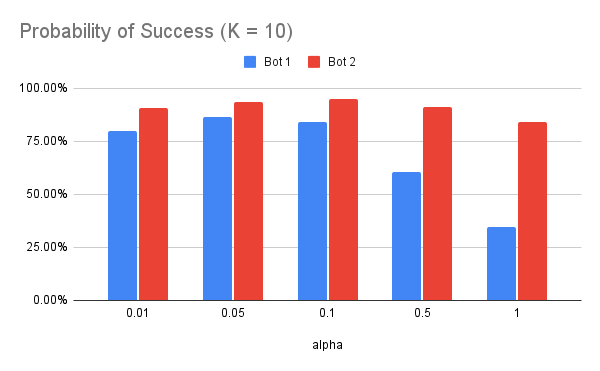 Probability of Success (K = 10)
Bot 1 Bot 2
100.00%
75.00%
50.00%
25.00%
0.00%
0.01 0.05 0.1 0.5 1
alpha